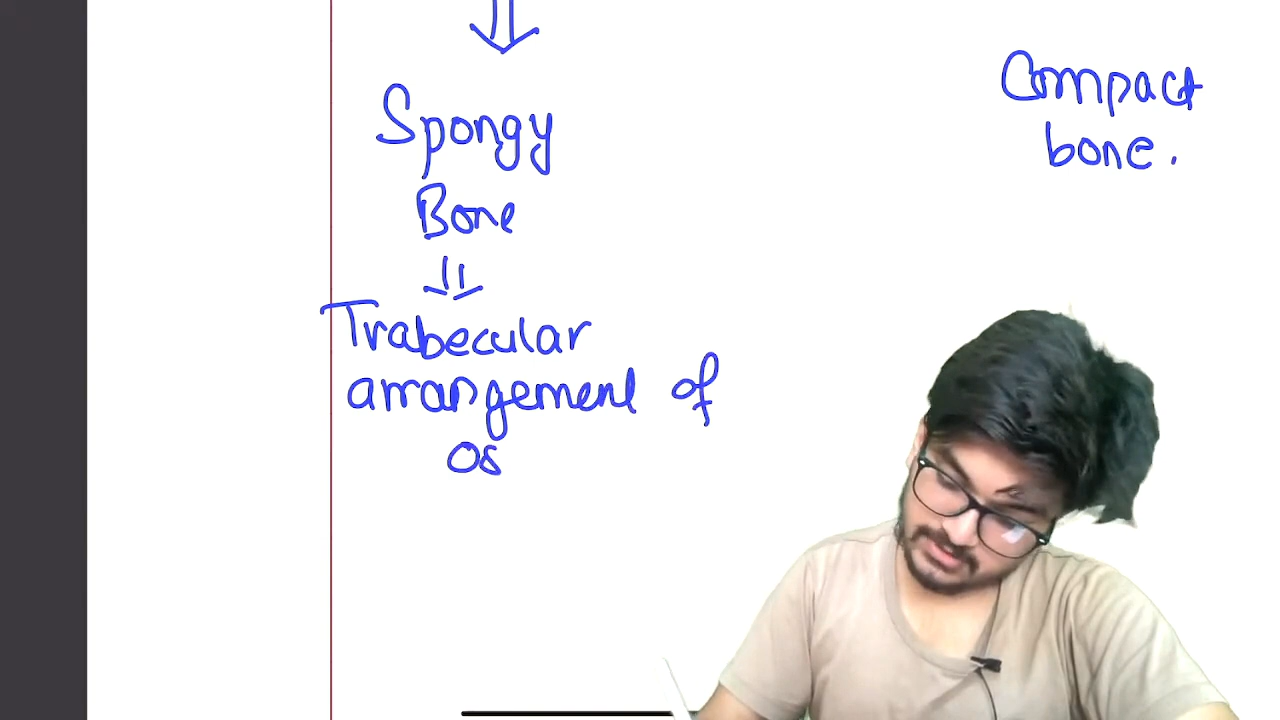 Spongy
Bone
Trabecular
arrangement of
os
Compact
bone.